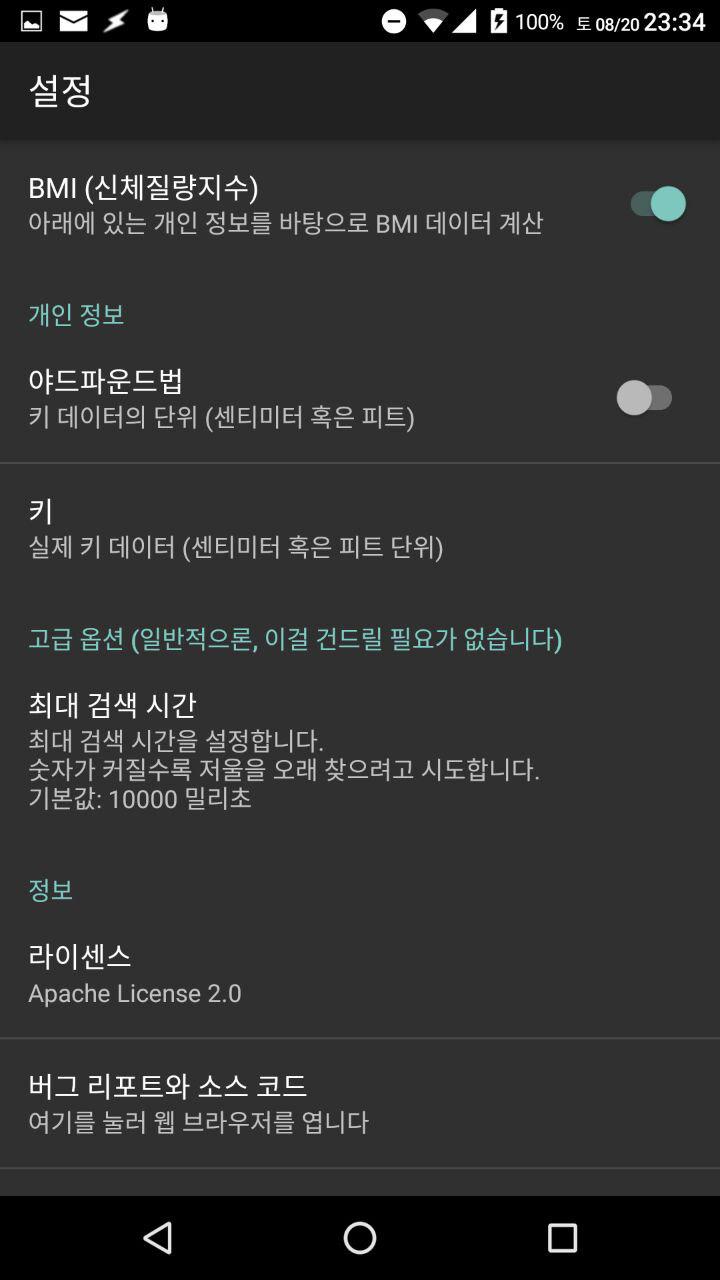 100% 토 08/20 23:34
설정
BMI (신체질량지수)
아래에 있는 개인 정보를 바탕으로 BMI 데이터 계산
개인 정보
야드파운드법
키 데이터의 단위 (센티미터 혹은 피트)
키
실제 키 데이터 (센티미터 혹은 피트 단위)
고급 옵션 (일반적으론, 이걸 건드릴 필요가 없습니다)
최대 검색 시간
최대 검색 시간을 설정합니다.
숫자가 커질수록 저울을 오래 찾으려고 시도합니다.
기본값: 10000 밀리초
정보
라이센스
Apache License 2.0
버그 리포트와 소스 코드
여기를 눌러 웹 브라우저를 엽니다